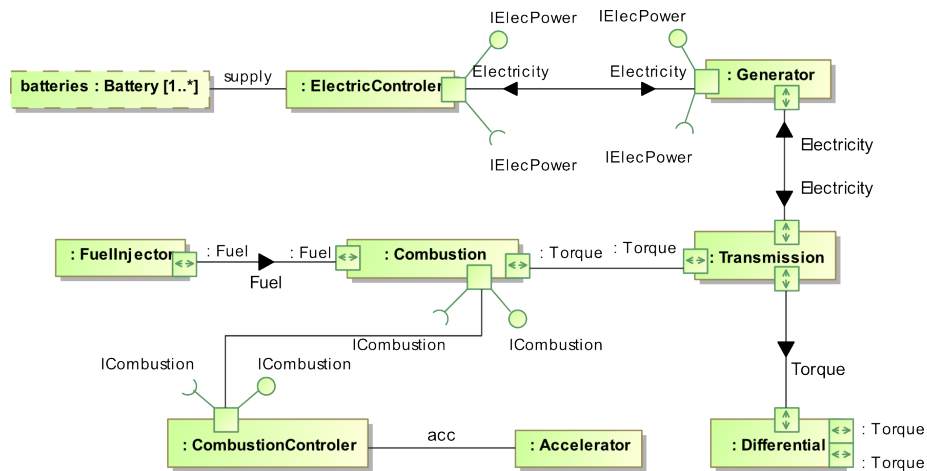 IElecPower
IElecPower
batteries : Battery [1..*]
supply
: ElectricControler
Electricity
Electricity
: Generator
IElecPower
IElecPower
Electricity
Electricity
: FuelInjector
: Fuel
: Fuel
Fuel
: Combustion
: Torque
: Torque
: Transmission
ICombustion
ICombustion
ICombustion
ICombustion
Torque
: CombustionControler
acc
: Accelerator
: Differential
: Torque
: Torque